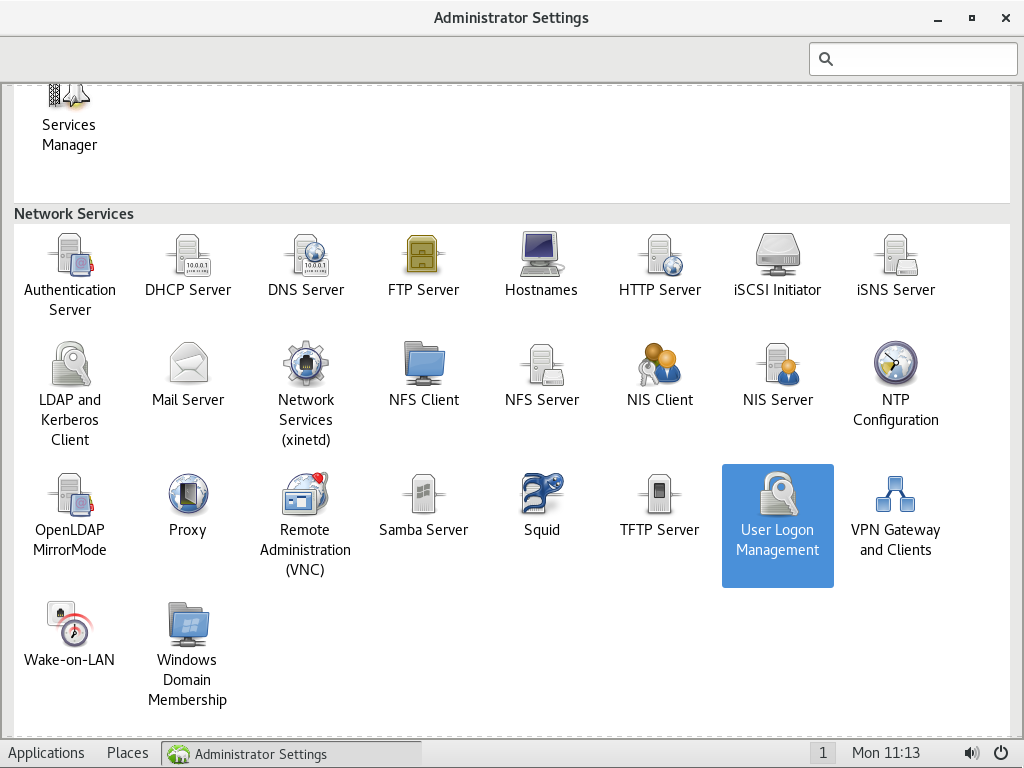 Administrator Settings
Services
Manager
Network Services
Authentication
Server
DHCP Server
DNS Server
FTP Server
Hostnames
HTTP Server
iSCSI Initiator
iSNS Server
LDAP and
Kerberos
Client
Mail Server
Network
Services
(xinetd)
NFS Client
NFS Server
NIS Client
NIS Server
NTP
Configuration
OpenLDAP
MirrorMode
Proxy
Remote
Administration
(VNC)
Samba Server
Squid
TFTP Server
User Logon
Management
VPN Gateway
and Clients
Wake-on-LAN
Windows
Domain
Membership
Applications Places Administrator Settings 1 Mon 11:13